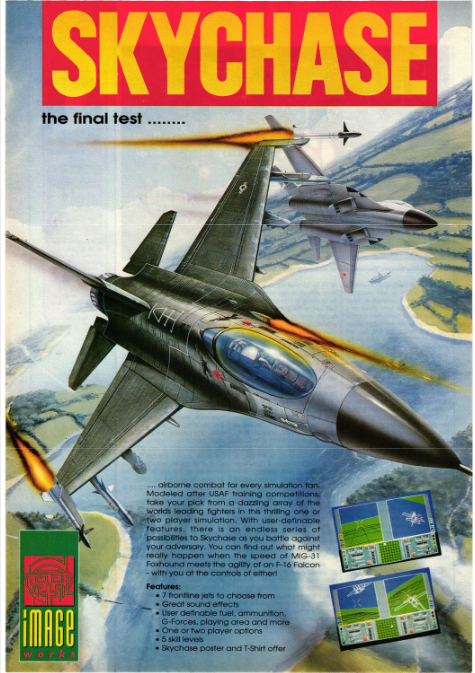 SKYCHASE
the final test ........
.... airborne combat for every simulation fan.
Modeled after USAF training competitions,
take your pick from a dazzling array of the
worlds leading fighters in this thrilling one or
two player simulation. With user-definable
features, there is an endless series of
possibilities to Skychase as you battle against
your adversary. You can find out what might
really happen when the speed of MIG-31
Foxhound meets the agility of an F-16 Falcon
- with you at the controls of either!
Features:
• 7 frontline jets to choose from
• Great sound effects
• User definable fuel, ammunition,
G-Forces, playing area and more
• One or two player options
• 5 skill levels
• Skychase poster and T-Shirt offer
iMAGE
works